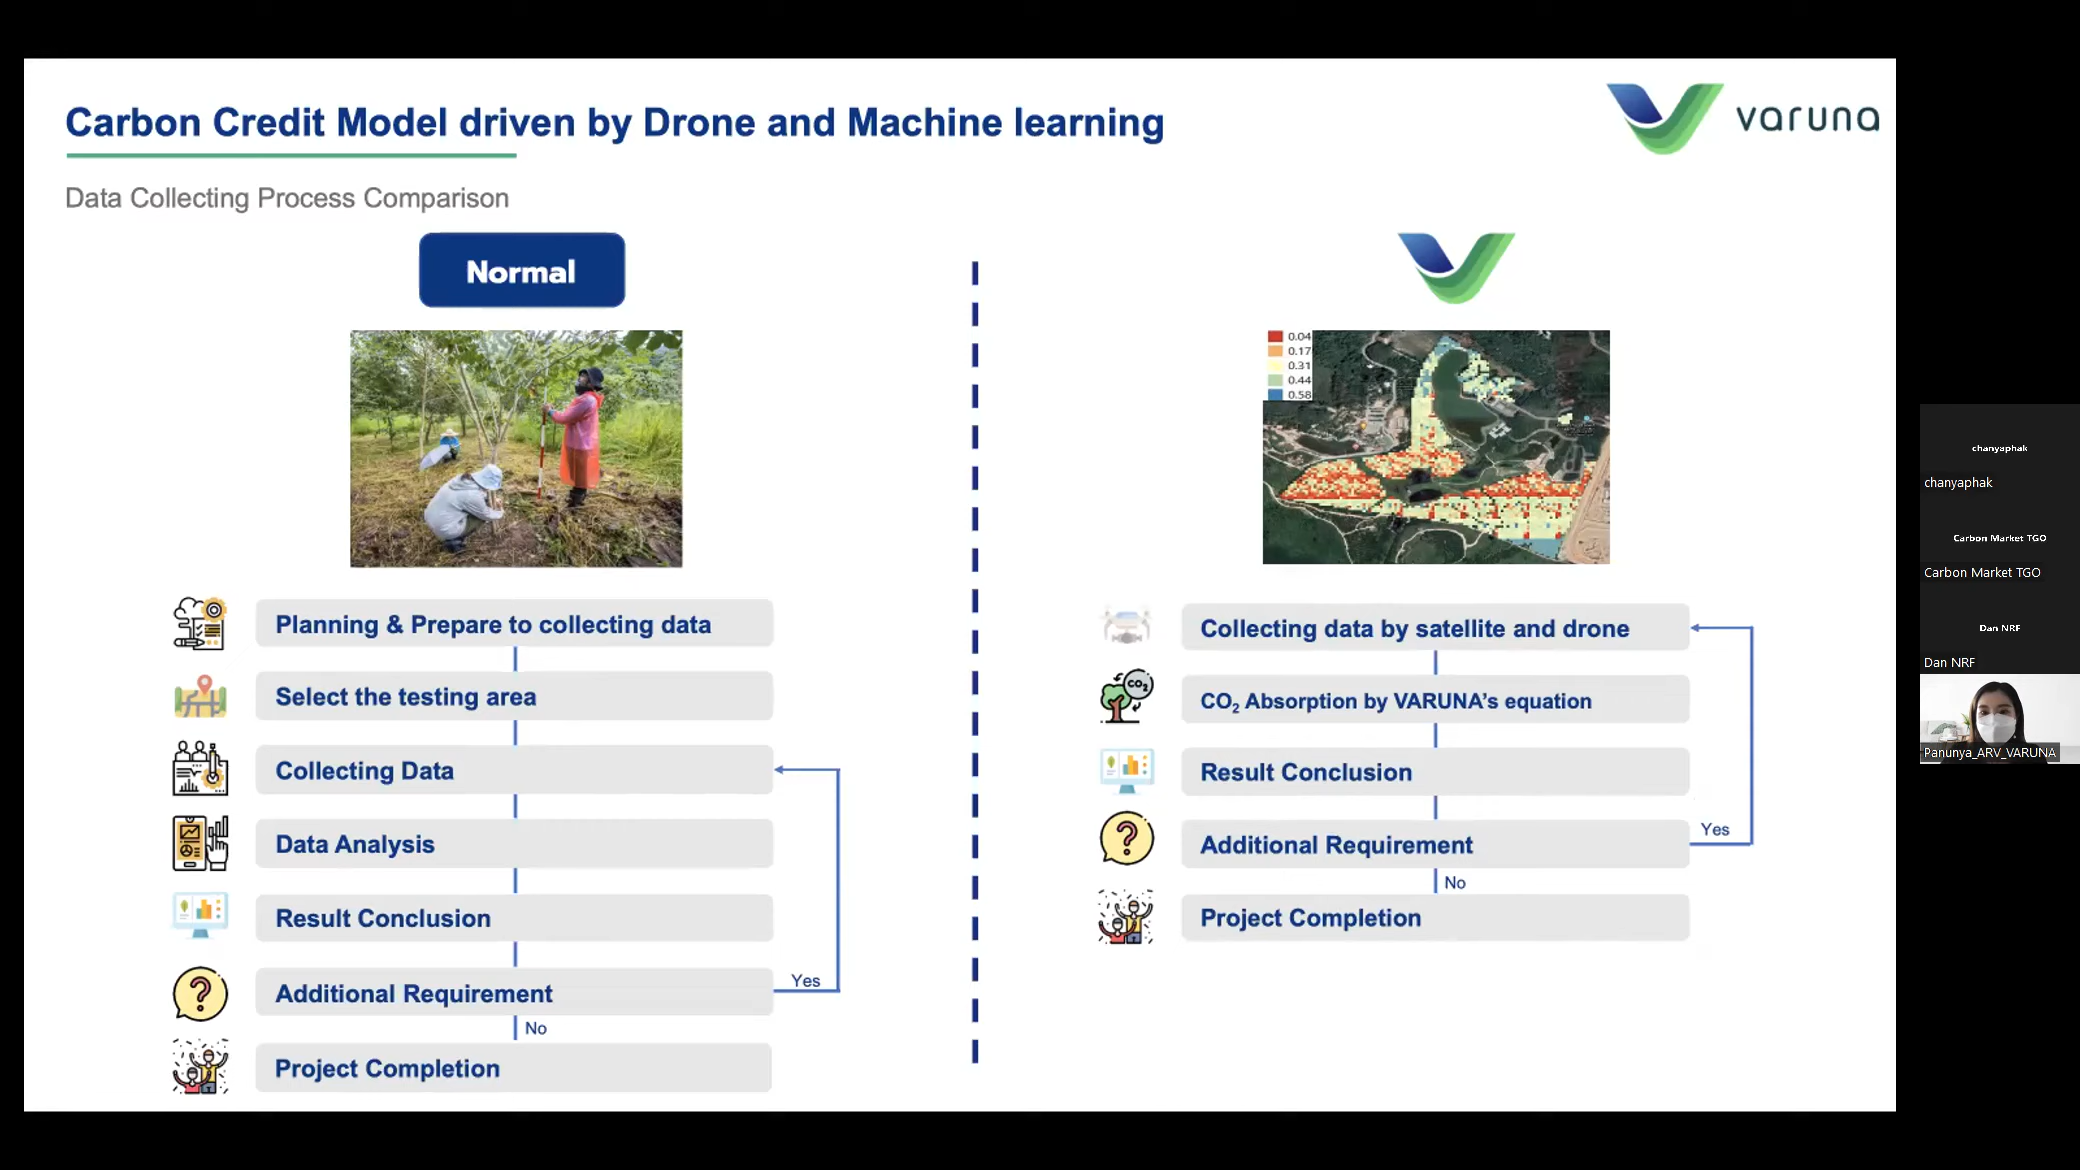 Carbon Credit Model driven by Drone and Machine learning
varuna
Data Collecting Process Comparison
Normal
Planning & Prepare to collecting data
Select the testing area
Collecting Data
Data Analysis
Result Conclusion
Additional Requirement
Yes
No
Project Completion
0.04
0.17
0.31
0.44
0.58
Collecting data by satellite and drone
CO₂
CO₂ Absorption by VARUNA’s equation
Result Conclusion
Additional Requirement
Yes
No
Project Completion
chanyaphak
chanyaphak
Carbon Market TGO
Carbon Market TGO
Dan NRF
Dan NRF
Panunya_ARV_VARUNA